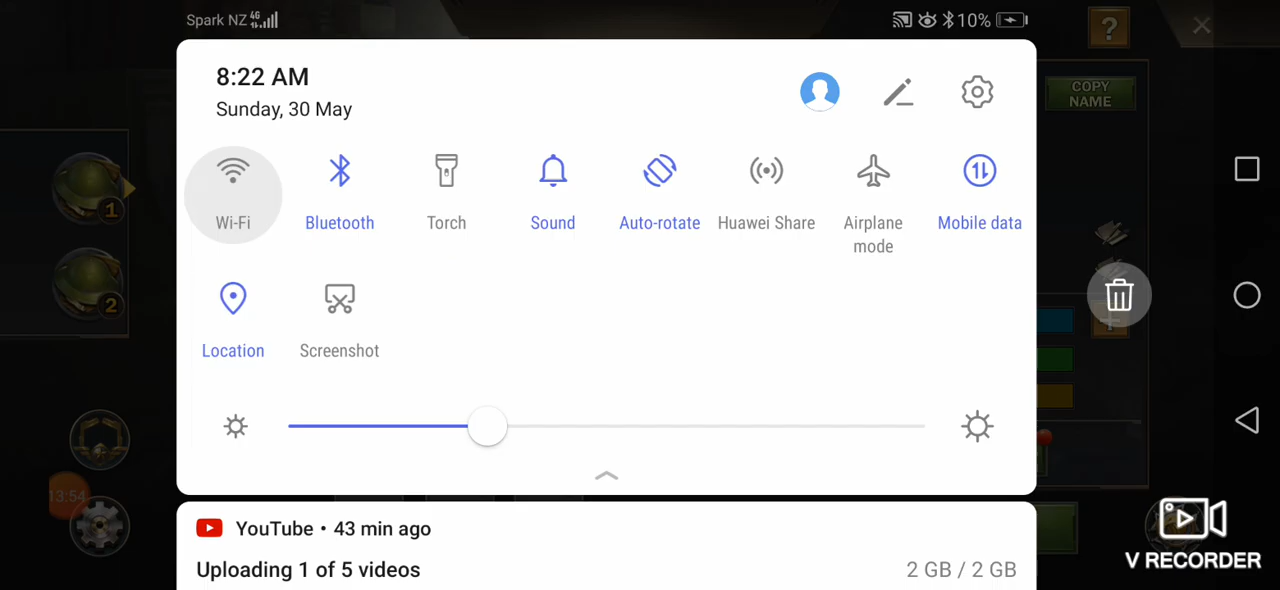 Spark NZ 4G 10%
?
COPY
NAME
8:22 AM
Sunday, 30 May
Wi-Fi
Bluetooth
Torch
Sound
Auto-rotate
Huawei Share
Airplane
mode
Mobile data
1
2
Location
Screenshot
13:54
YouTube • 43 min ago
Uploading 1 of 5 videos 2 GB / 2 GB
V RECORDER